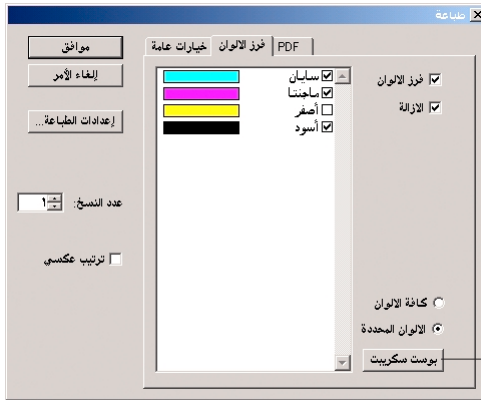 طباعة
خيارات عامة
فرز الالوان
PDF
موافق
إلغاء الأمر
إعدادات الطباعة...
عدد النسخ: ١
ترتيب عكسي
فرز الالوان
الازالة
سايان
ماجنتا
أصفر
أسود
كافة الالوان
الالوان المحددة
بوست سكريبت